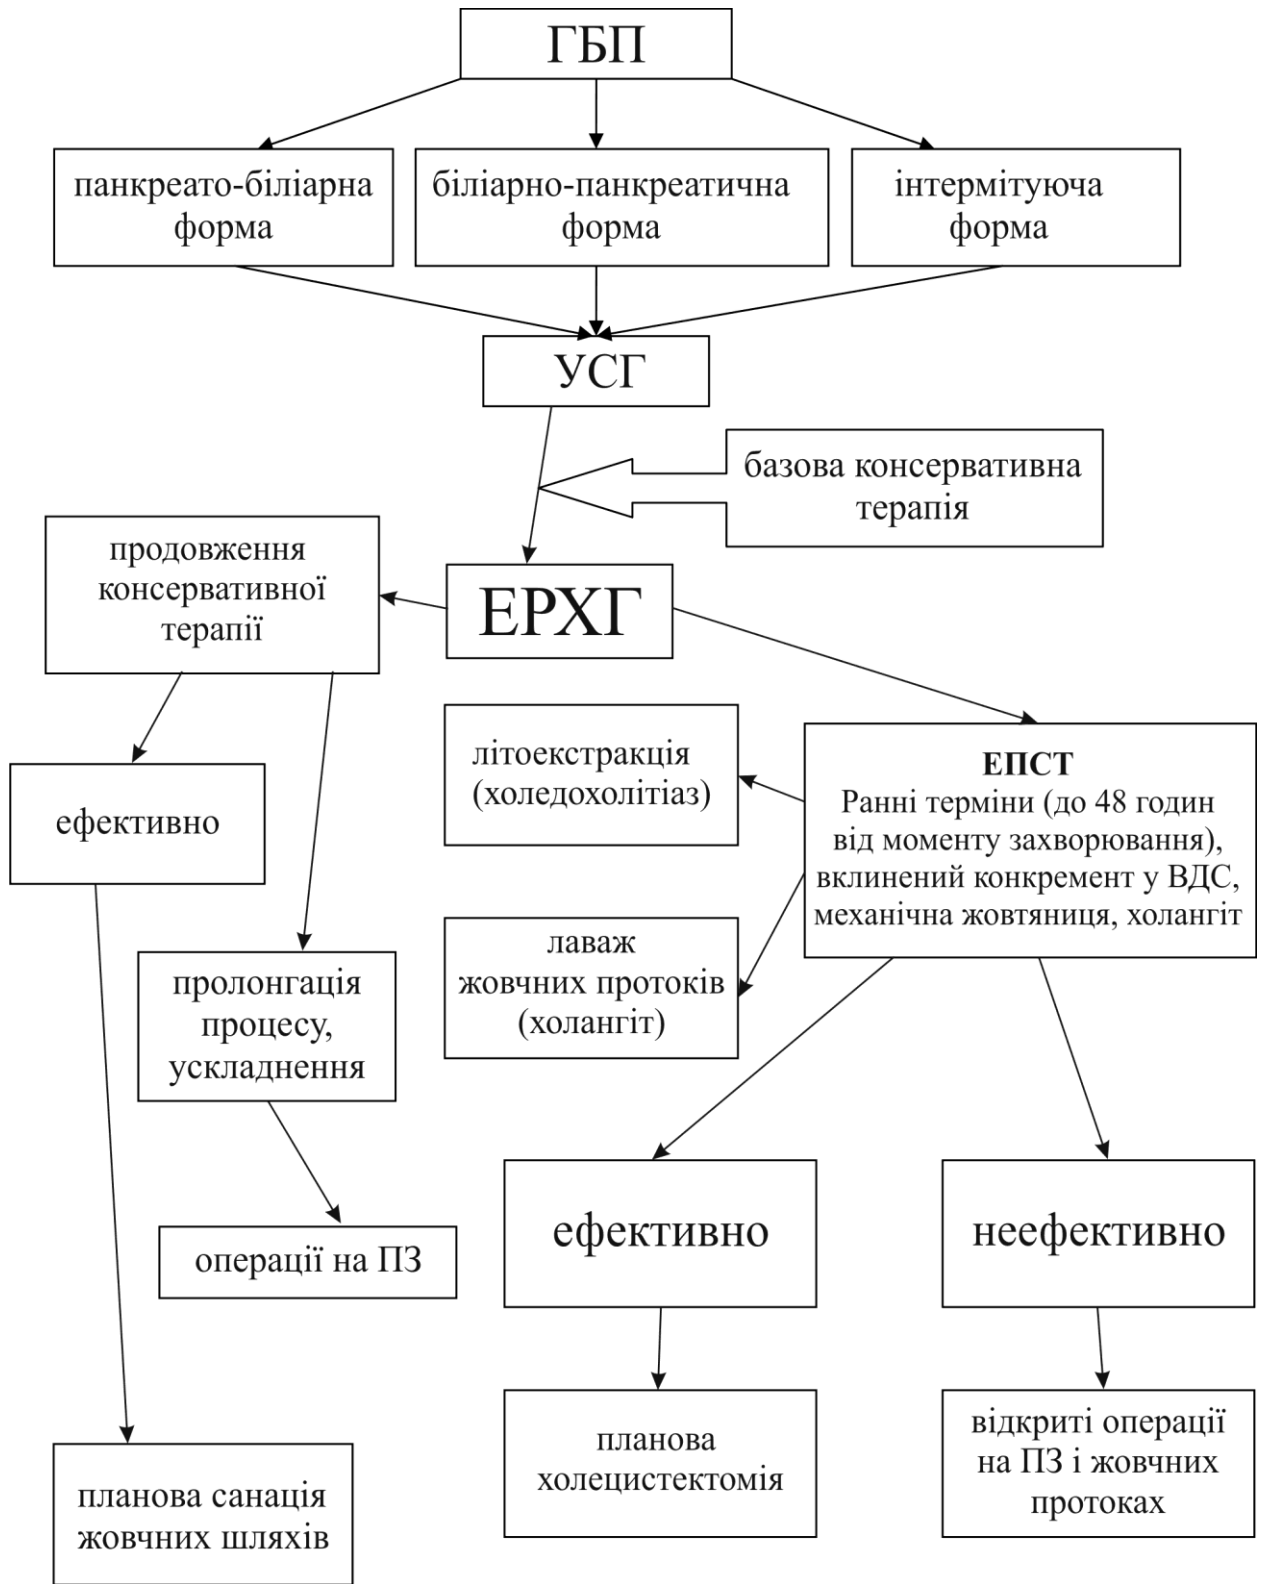 ГБП
панкреато-біліарна
форма
біліарно-панкреатична
форма
інтермітуюча
форма
УСГ
базова консервативна
терапія
ЕРХГ
продовження
консервативної
терапії
ефективно
пролонгація
процесу,
ускладнення
операції на ПЗ
планова санація
жовчних шляхів
літоекстракція
(холедохолітіаз)
лаваж
жовчних протоків
(холангіт)
ЕПСТ
Ранні терміни (до 48 годин
від моменту захворювання),
вклинений конкремент у ВДС,
механічна жовтяниця, холангіт
ефективно
неефективно
планова
холецистектомія
відкриті операції
на ПЗ і жовчних
протоках